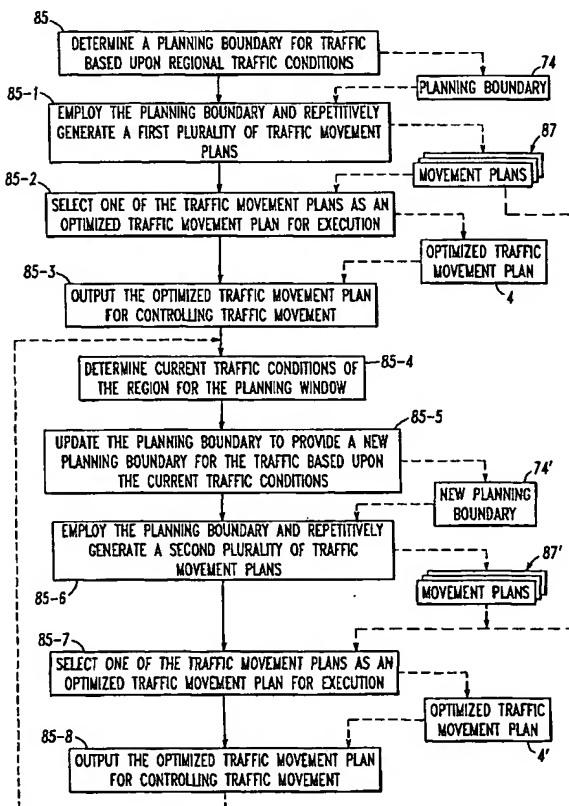 85
DETERMINE A PLANNING BOUNDARY FOR TRAFFIC
BASED UPON REGIONAL TRAFFIC CONDITIONS
74
PLANNING BOUNDARY
85-1
EMPLOY THE PLANNING BOUNDARY AND REPETITIVELY
GENERATE A FIRST PLURALITY OF TRAFFIC MOVEMENT
PLANS
87
MOVEMENT PLANS
85-2
SELECT ONE OF THE TRAFFIC MOVEMENT PLANS AS AN
OPTIMIZED TRAFFIC MOVEMENT PLAN FOR EXECUTION
OPTIMIZED TRAFFIC
MOVEMENT PLAN
4
85-3
OUTPUT THE OPTIMIZED TRAFFIC MOVEMENT PLAN
FOR CONTROLLING TRAFFIC MOVEMENT
DETERMINE CURRENT TRAFFIC CONDITIONS OF
THE REGION FOR THE PLANNING WINDOW
85-4
85-5
UPDATE THE PLANNING BOUNDARY TO PROVIDE A NEW
PLANNING BOUNDARY FOR THE TRAFFIC BASED UPON
THE CURRENT TRAFFIC CONDITIONS
74'
NEW PLANNING
BOUNDARY
EMPLOY THE PLANNING BOUNDARY AND REPETITIVELY
GENERATE A SECOND PLURALITY OF TRAFFIC
MOVEMENT PLANS
85-6
87'
MOVEMENT PLANS
85-7
SELECT ONE OF THE TRAFFIC MOVEMENT PLANS AS AN
OPTIMIZED TRAFFIC MOVEMENT PLAN FOR EXECUTION
OPTIMIZED TRAFFIC
MOVEMENT PLAN
4'
85-8
OUTPUT THE OPTIMIZED TRAFFIC MOVEMENT PLAN
FOR CONTROLLING TRAFFIC MOVEMENT